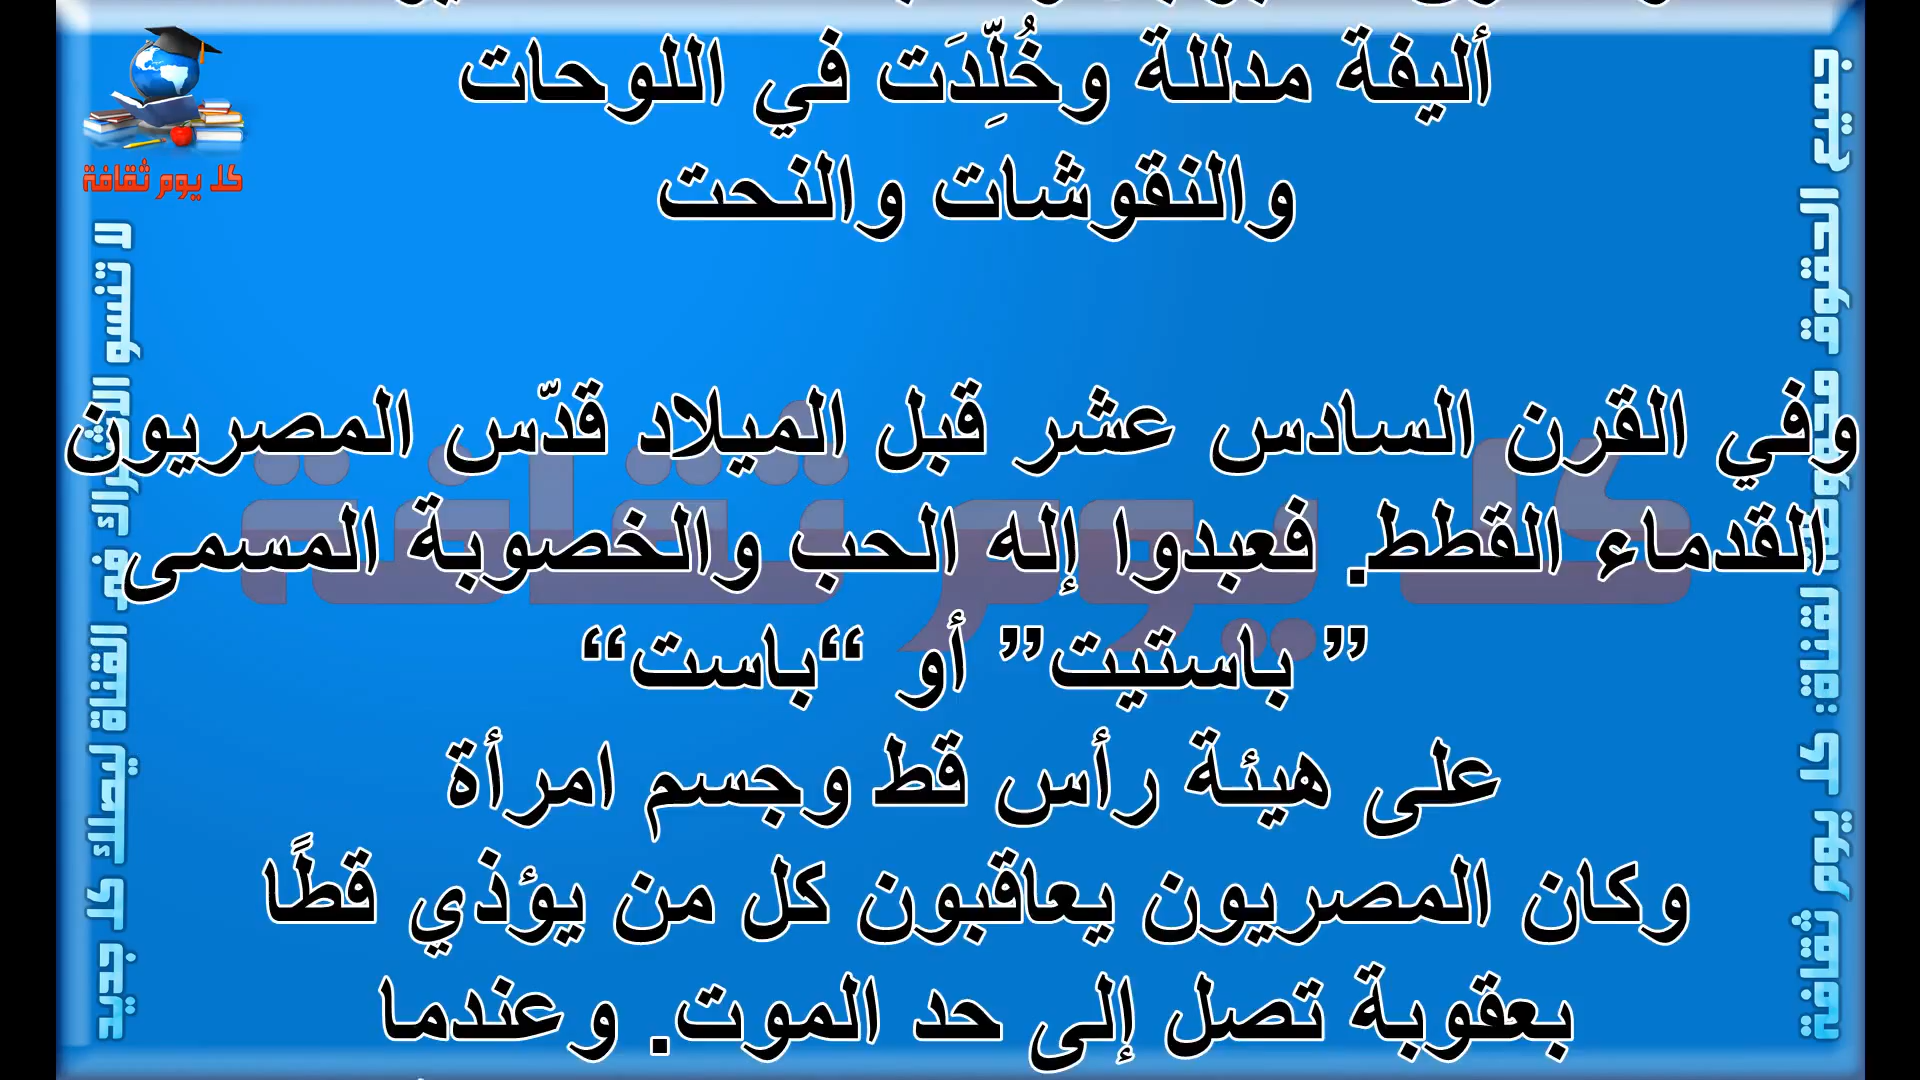 أليفة مدللة وخُلِّدَت في اللوحات
والنقوشات والنحت
وفي القرن السادس عشر قبل الميلاد قدّس المصريون
القدماء القطط. فعبدوا إله الحب والخصوبة المسمى
” باستيت” أو “باست“
على هيئة رأس قط وجسم امرأة
وكان المصريون يعاقبون كل من يؤذي قطًا
بعقوبة تصل إلى حد الموت. وعندما
كل يوم ثقافة
جميع الحقوق محفوظة لقناة: كل يوم ثقافة
لا تنسو الاشتراك في القناة ليصلك كل جديد
كل يوم ثقافة